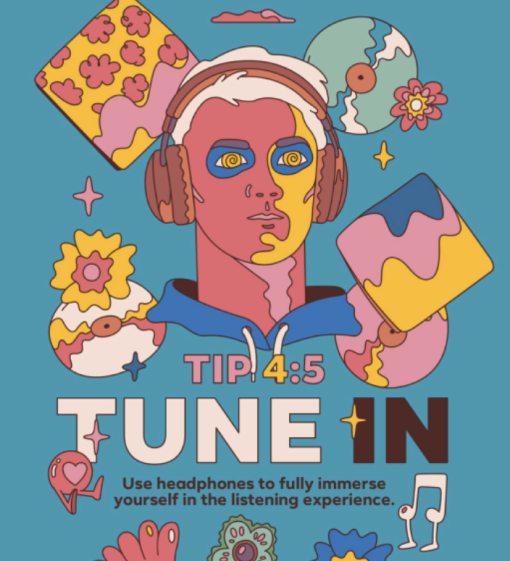 TIP 4:5
TUNE IN
Use headphones to fully immerse
yourself in the listening experience.